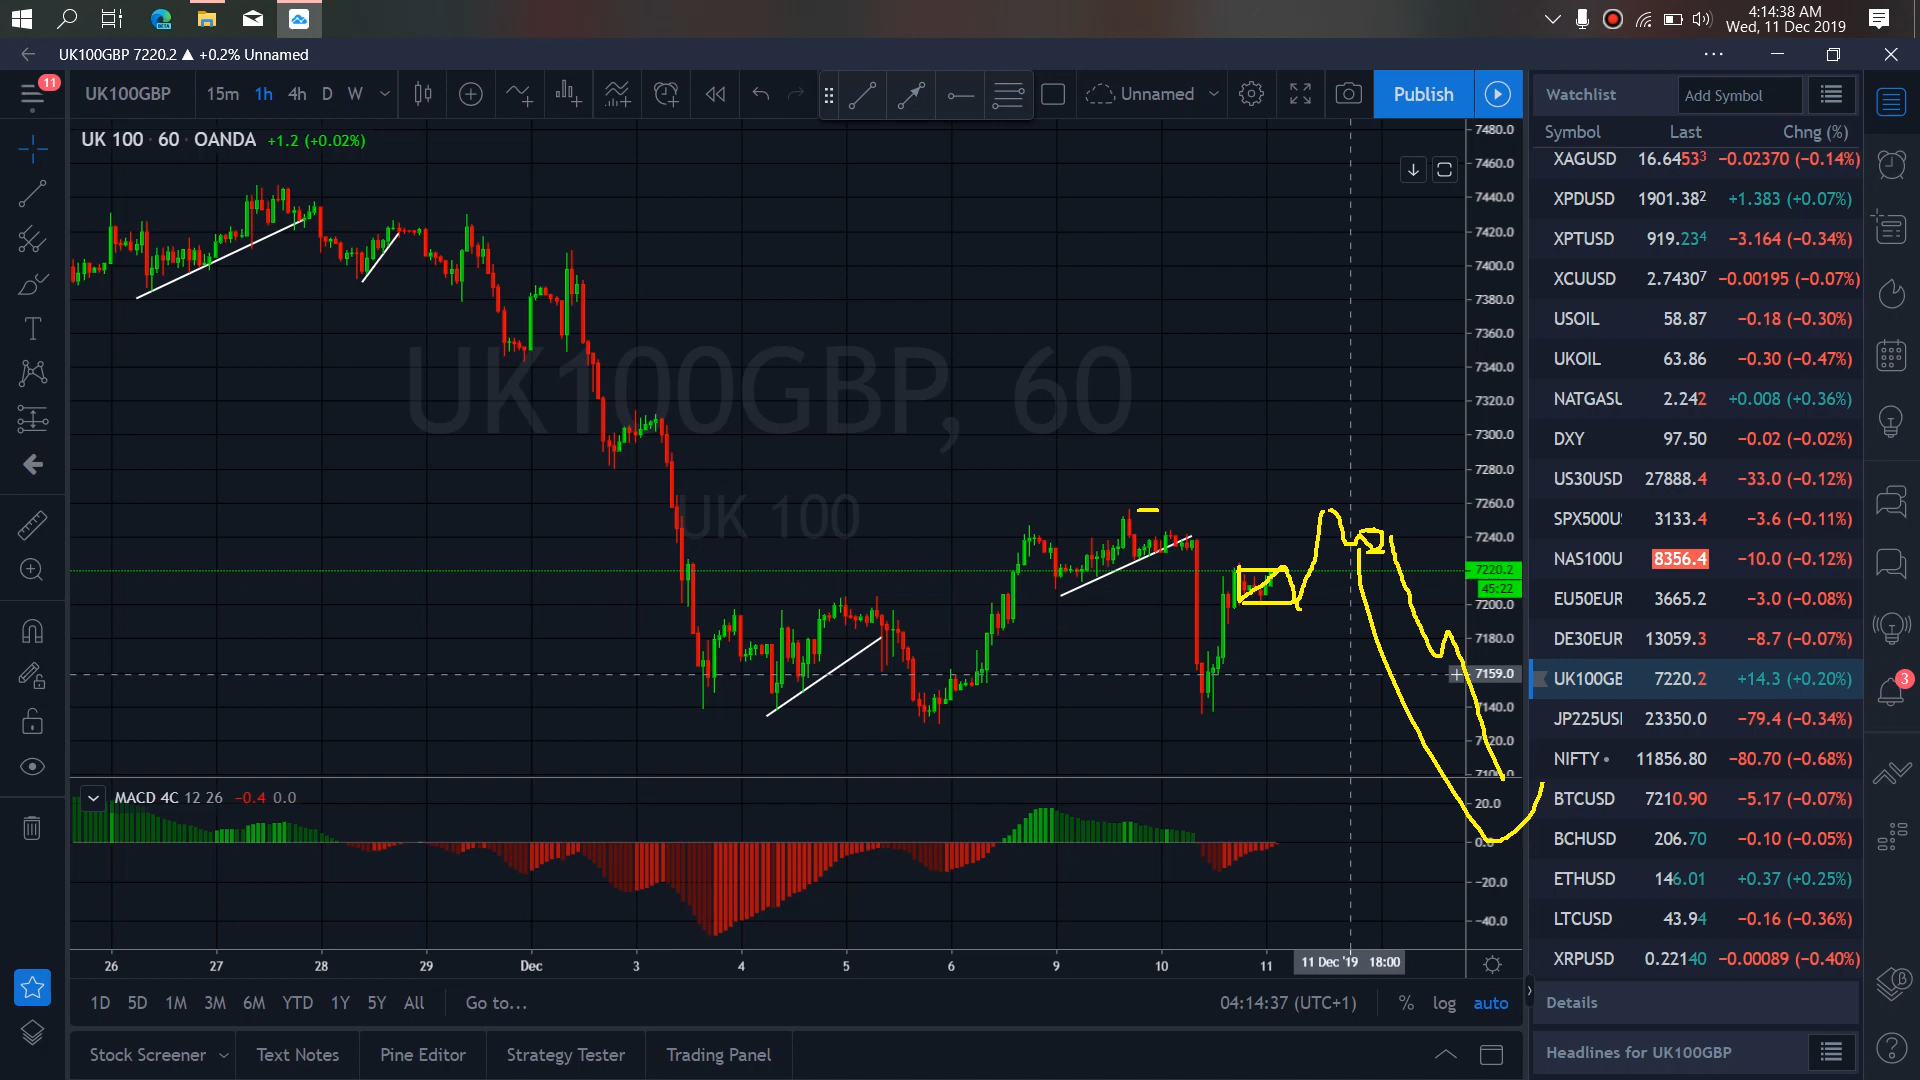 4:14:38 AM
Wed, 11 Dec 2019
UK100GBP 7220.2 ▲ +0.2% Unnamed
11
UK100GBP 15m 1h 4h D W
Unnamed
Publish
Watchlist
Add Symbol
UK 100 · 60 · OANDA +1.2 (+0.02%)
Symbol Last Chng (%)
XAGUSD 16.6453³ −0.02370 (−0.14%)
XPDUSD 1901.38² +1.383 (+0.07%)
XPTUSD 919.23⁴ −3.164 (−0.34%)
XCUUSD 2.7430⁷ −0.00195 (−0.07%)
USOIL 58.87 −0.18 (−0.30%)
UKOIL 63.86 −0.30 (−0.47%)
NATGASU 2.242 +0.008 (+0.36%)
DXY 97.50 −0.02 (−0.02%)
US30USD 27888.4 −33.0 (−0.12%)
SPX500U 3133.4 −3.6 (−0.11%)
NAS100U 8356.4 −10.0 (−0.12%)
EU50EUR 3665.2 −3.0 (−0.08%)
DE30EUR 13059.3 −8.7 (−0.07%)
UK100GB 7220.2 +14.3 (+0.20%)
JP225USI 23350.0 −79.4 (−0.34%)
NIFTY • 11856.80 −80.70 (−0.68%)
BTCUSD 7210.90 −5.17 (−0.07%)
BCHUSD 206.70 −0.10 (−0.05%)
ETHUSD 146.01 +0.37 (+0.25%)
LTCUSD 43.94 −0.16 (−0.36%)
XRPUSD 0.22140 −0.00089 (−0.40%)
Details
Headlines for UK100GBP
3
UK100GBP, 60
UK 100
7480.0
7460.0
7440.0
7420.0
7400.0
7380.0
7360.0
7340.0
7320.0
7300.0
7280.0
7260.0
7240.0
7220.2
45:22
7200.0
7180.0
7159.0
7140.0
MACD 4C 12 26 −0.4 0.0
20.0
−20.0
−40.0
26 27 28 29 Dec 3 4 5 6 9 10 11 11 Dec '19 18:00
1D 5D 1M 3M 6M YTD 1Y 5Y All Go to...
04:14:37 (UTC+1) % log auto
Stock Screener Text Notes Pine Editor Strategy Tester Trading Panel